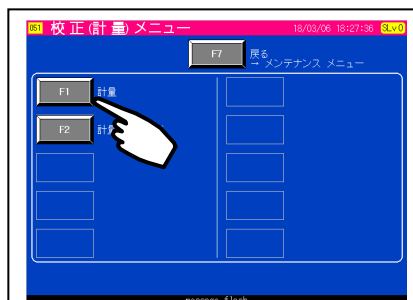 051 校正(計量)メニュー 18/03/06 18:27:36 SLv0
F7 戻る
→ メンテナンス メニュー
F1 計量
F2 計
message flash